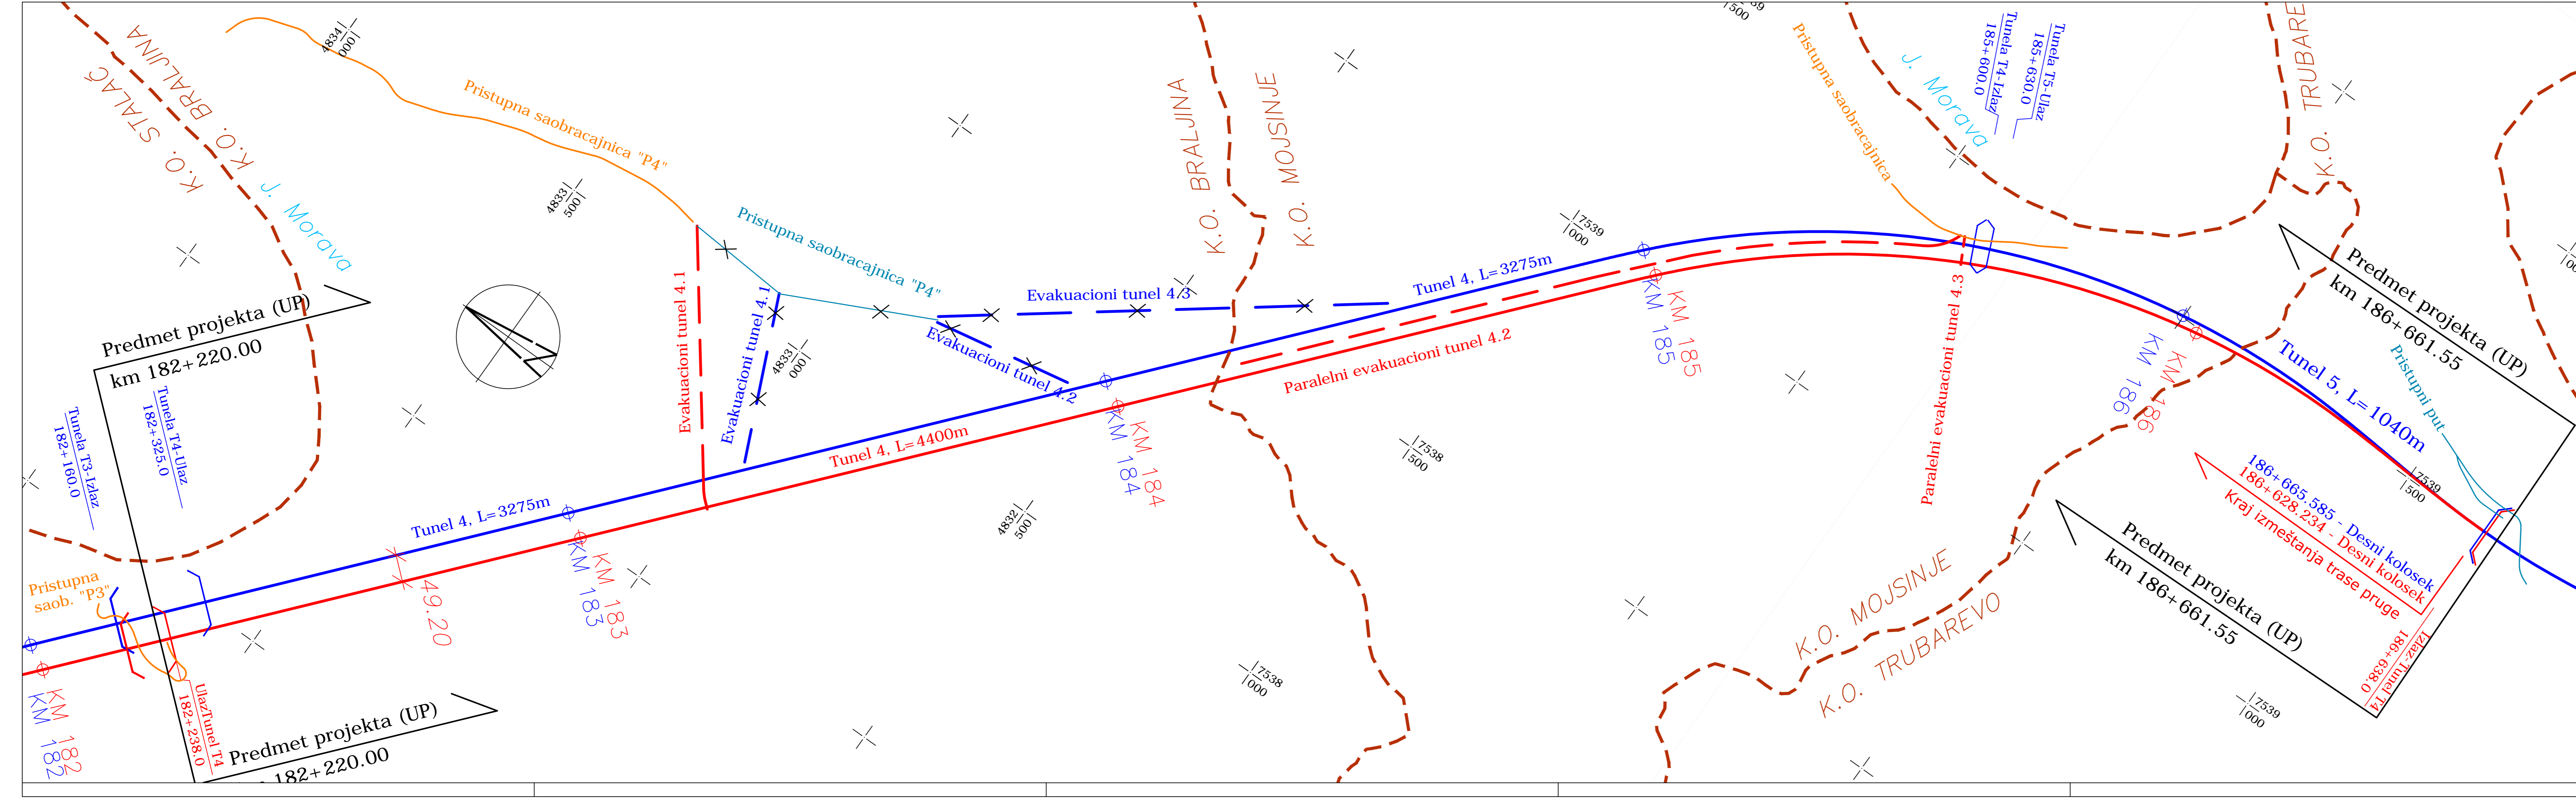 K.O. STALAĆ
K.O. BRALJINA
J. Morava
4834
000
Pristupna saobracajnica "P4"
4833
500
Pristupna saobracajnica "P4"
Predmet projekta (UP)
km 182+220.00
Tunela T3-Izlaz
182+160.0
Tunela T4-Ulaz
182+325.0
Evakuacioni tunel 4.1
Evakuacioni tunel 4.1
4833
000
Evakuacioni tunel 4.3
Evakuacioni tunel 4.2
K.O. BRALJINA
K.O. MOJSINJE
Tunel 4, L=3275m
Tunel 4, L=4400m
Tunel 4, L=3275m
Paralelni evakuacioni tunel 4.2
Paralelni evakuacioni tunel 4.3
7539
000
7538
500
4832
500
7538
000
Pristupna
saob. "P3"
49.20
KM 182
KM 182
KM 183
KM 183
KM 184
KM 184
KM 185
KM 185
KM 186
KM 186
UlazTunel T4
182+238.0
Predmet projekta (UP)
182+220.00
500
Pristupna saobracajnica
J. Morava
Tunela T4-Izlaz
185+600.0
Tunela T5-Ulaz
185+630.0
K.O. TRUBARE
Predmet projekta (UP)
km 186+661.55
Tunel 5, L=1040m
Pristupni put
7539
500
186+665.585 - Desni kolosek
186+628.234 - Desni kolosek
Kraj izmeštanja trase pruge
Predmet projekta (UP)
km 186+661.55
Izlaz Tunel T4
186+638.0
K.O. MOJSINJE
K.O. TRUBAREVO
7539
000